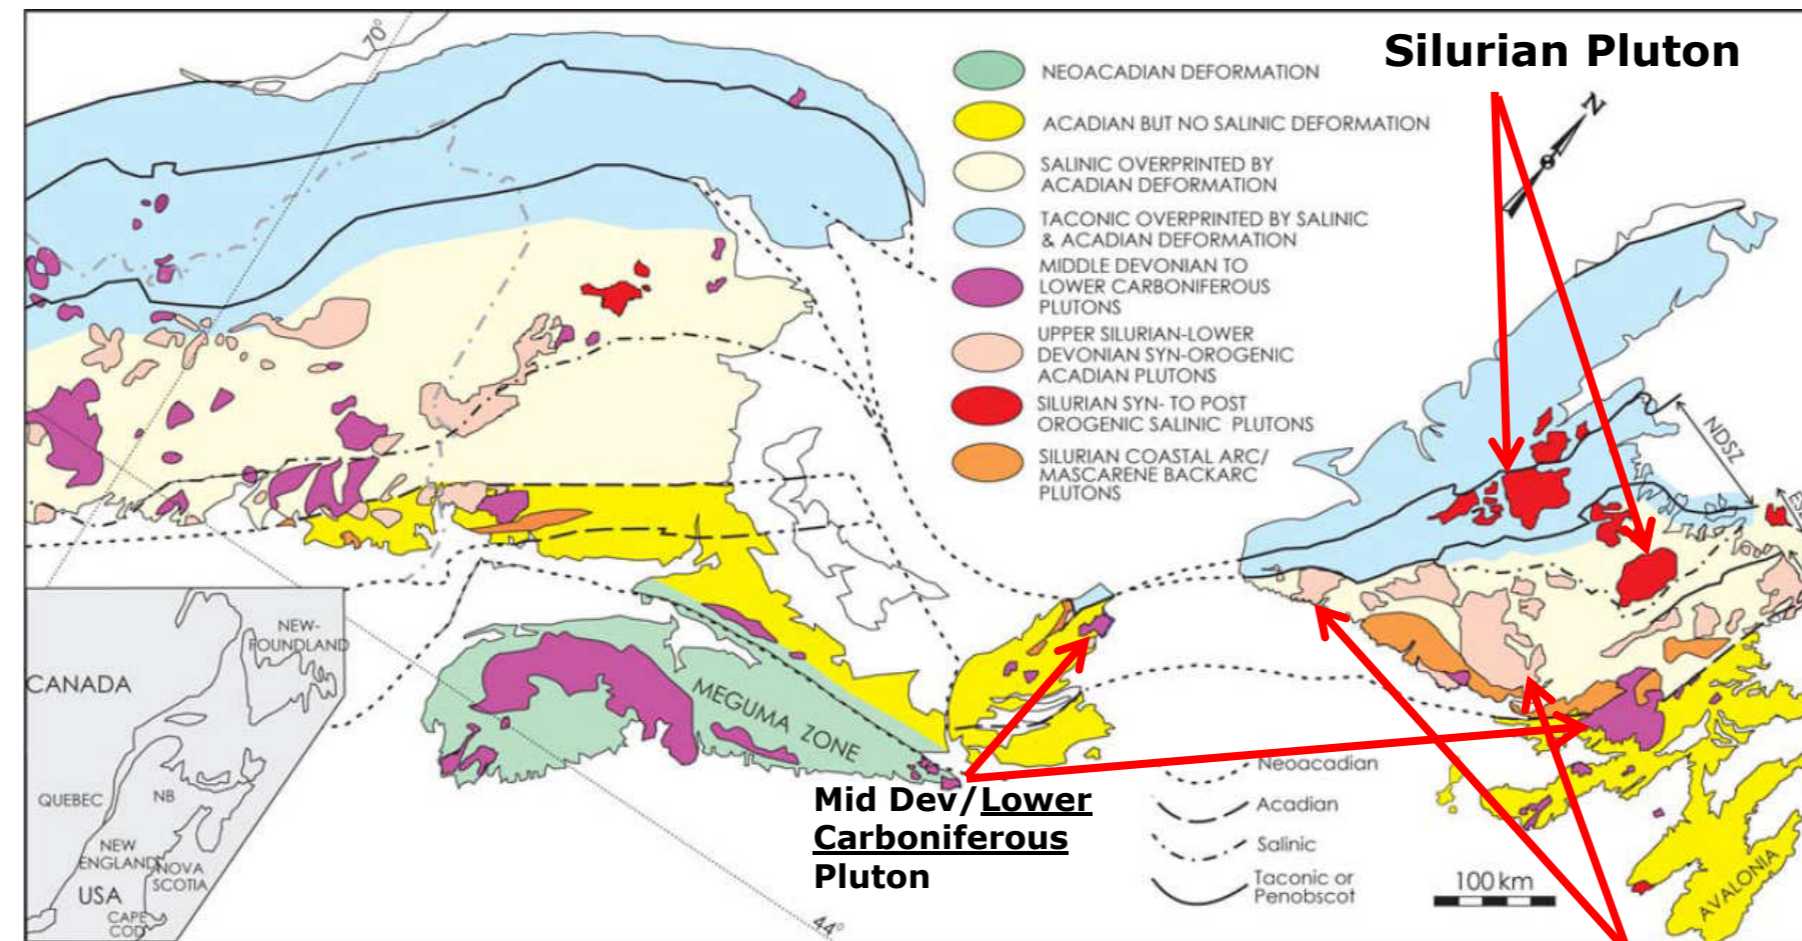 70°
NEOACADIAN DEFORMATION
ACADIAN BUT NO SALINIC DEFORMATION
SALINIC OVERPRINTED BY
ACADIAN DEFORMATION
TACONIC OVERPRINTED BY SALINIC
& ACADIAN DEFORMATION
MIDDLE DEVONIAN TO
LOWER CARBONIFEROUS
PLUTONS
UPPER SILURIAN-LOWER
DEVONIAN SYN-OROGENIC
ACADIAN PLUTONS
SILURIAN SYN- TO POST
OROGENIC SALINIC PLUTONS
SILURIAN COASTAL ARC/
MASCARENE BACKARC
PLUTONS
Silurian Pluton
N
NDSZ
NEW-
FOUNDLAND
CANADA
QUEBEC
NB
NEW
ENGLAND
NOVA
SCOTIA
USA
CAPE
COD
MEGUMA ZONE
Mid Dev/Lower
Carboniferous
Pluton
44°
Neoacadian
Acadian
Salinic
Taconic or
Penobscot
100 km
AVALONIA